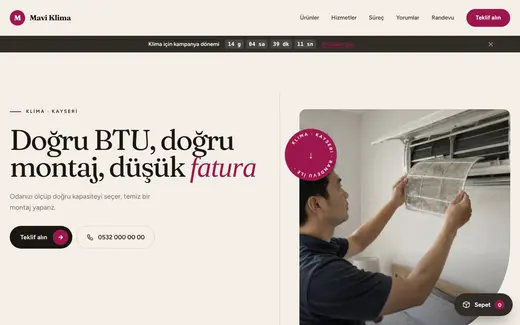 M Mavi Klima
Ürünler Hizmetler Süreç Yorumlar Randevu Teklif alın
Klima için kampanya dönemi 14 g 04 sa 39 dk 11 sn
KLİMA · KAYSERİ
Doğru BTU, doğru
montaj, düşük fatura
Odanızı ölçüp doğru kapasiteyi seçer, temiz bir
montaj yaparız.
Teklif alın → 0532 000 00 00
KLİMA · KAYSERİ · RANDEVU İLE
Sepet 0